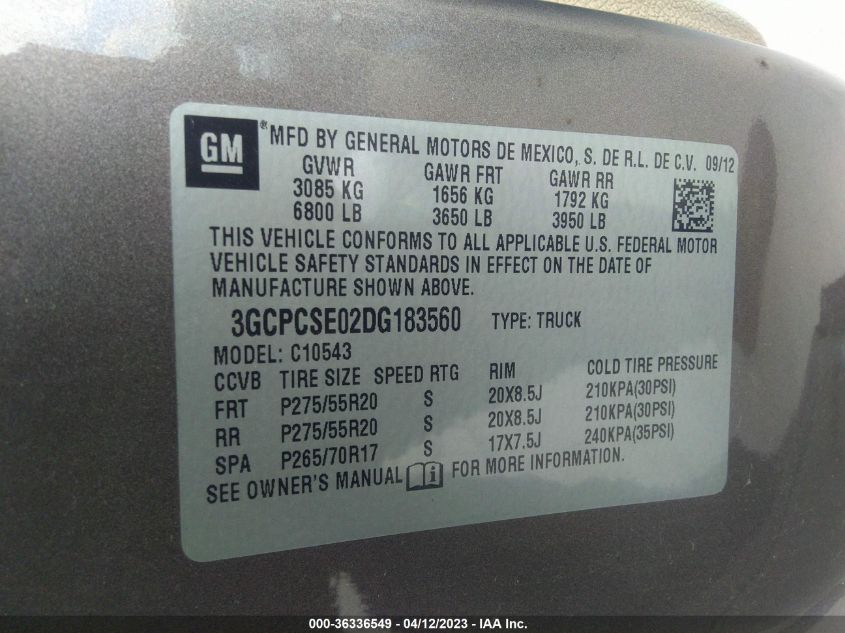 GM
*MFD BY GENERAL MOTORS DE MEXICO, S. DE R.L. DE C.V. 09/12
GVWR GAWR FRT GAWR RR
3085 KG 1656 KG 1792 KG
6800 LB 3650 LB 3950 LB
THIS VEHICLE CONFORMS TO ALL APPLICABLE U.S. FEDERAL MOTOR
VEHICLE SAFETY STANDARDS IN EFFECT ON THE DATE OF
MANUFACTURE SHOWN ABOVE.
3GCPCSE02DG183560 TYPE: TRUCK
MODEL: C10543
CCVB TIRE SIZE SPEED RTG RIM COLD TIRE PRESSURE
FRT P275/55R20 S 20X8.5J 210KPA(30PSI)
RR P275/55R20 S 20X8.5J 210KPA(30PSI)
SPA P265/70R17 S 17X7.5J 240KPA(35PSI)
SEE OWNER'S MANUAL i FOR MORE INFORMATION.
000-36336549 - 04/12/2023 - IAA Inc.